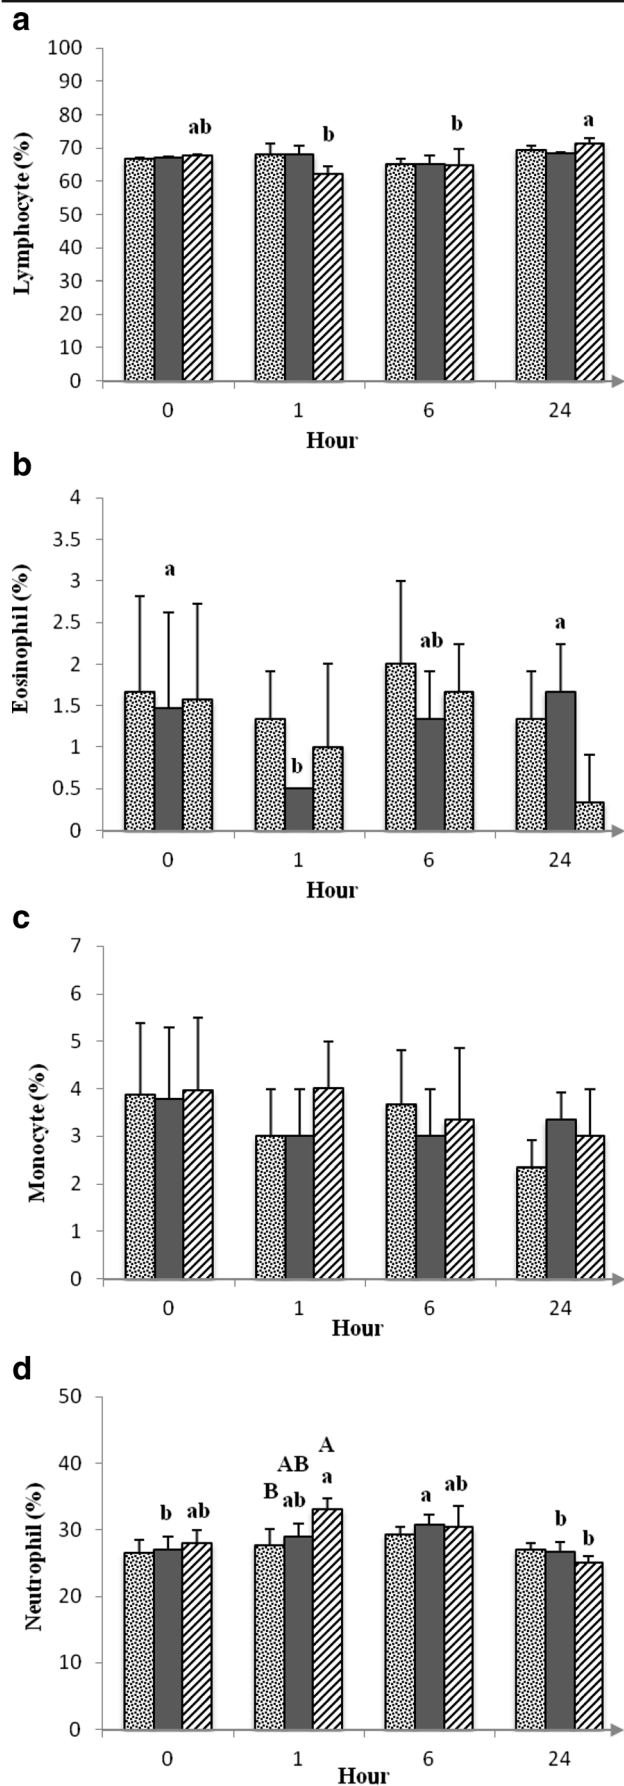 a
100
90
80
70
60
50
40
30
20
10
0
Lymphocyte (%)
ab
b
b
a
0 1 6 24
Hour
b
4
3.5
3
2.5
2
1.5
1
0.5
0
Eosinophil (%)
a
b
ab
a
0 1 6 24
Hour
c
7
6
5
4
3
2
1
0
Monocyte (%)
0 1 6 24
Hour
d
50
40
30
20
10
0
Neutrophil (%)
b ab
B
AB
ab
A
a
a ab
b b
0 1 6 24
Hour